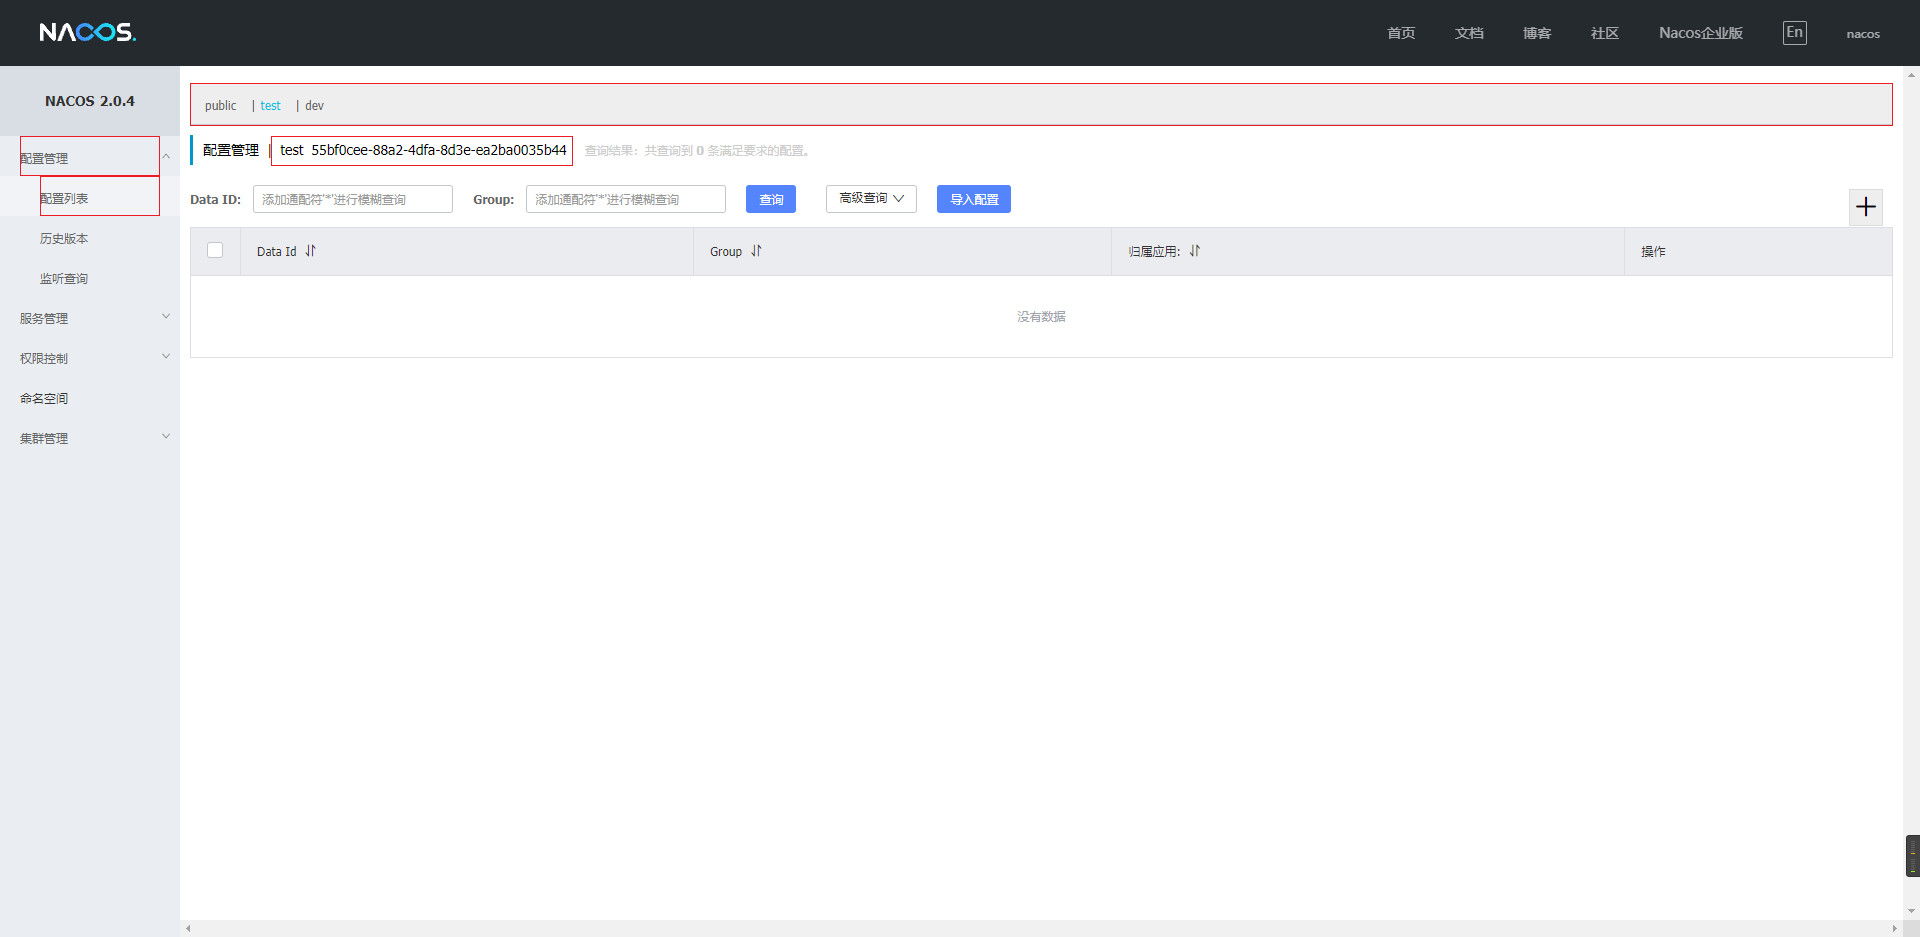 NACOS. 首页 文档 博客 社区 Nacos企业版 En nacos
NACOS 2.0.4
配置管理
配置列表
历史版本
监听查询
服务管理
权限控制
命名空间
集群管理
public | test | dev
配置管理 | test 55bf0cee-88a2-4dfa-8d3e-ea2ba0035b44 查询结果：共查询到 0 条满足要求的配置。
Data ID: 添加通配符'*'进行模糊查询 Group: 添加通配符'*'进行模糊查询 查询 高级查询 导入配置
Data Id Group 归属应用: 操作
没有数据